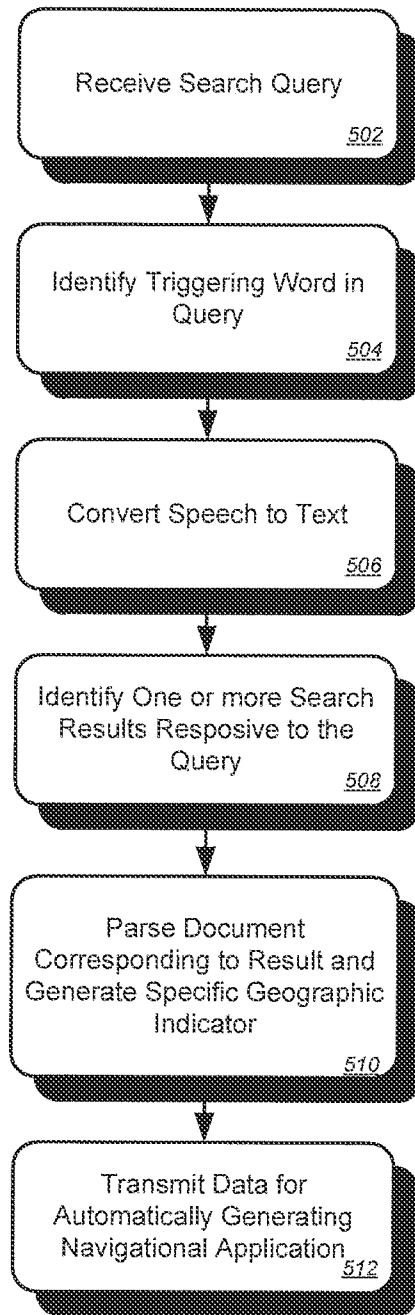 Receive Search Query
502
Identify Triggering Word in
Query
504
Convert Speech to Text
506
Identify One or more Search
Results Resposive to the
Query
508
Parse Document
Corresponding to Result and
Generate Specific Geographic
Indicator
510
Transmit Data for
Automatically Generating
Navigational Application
512